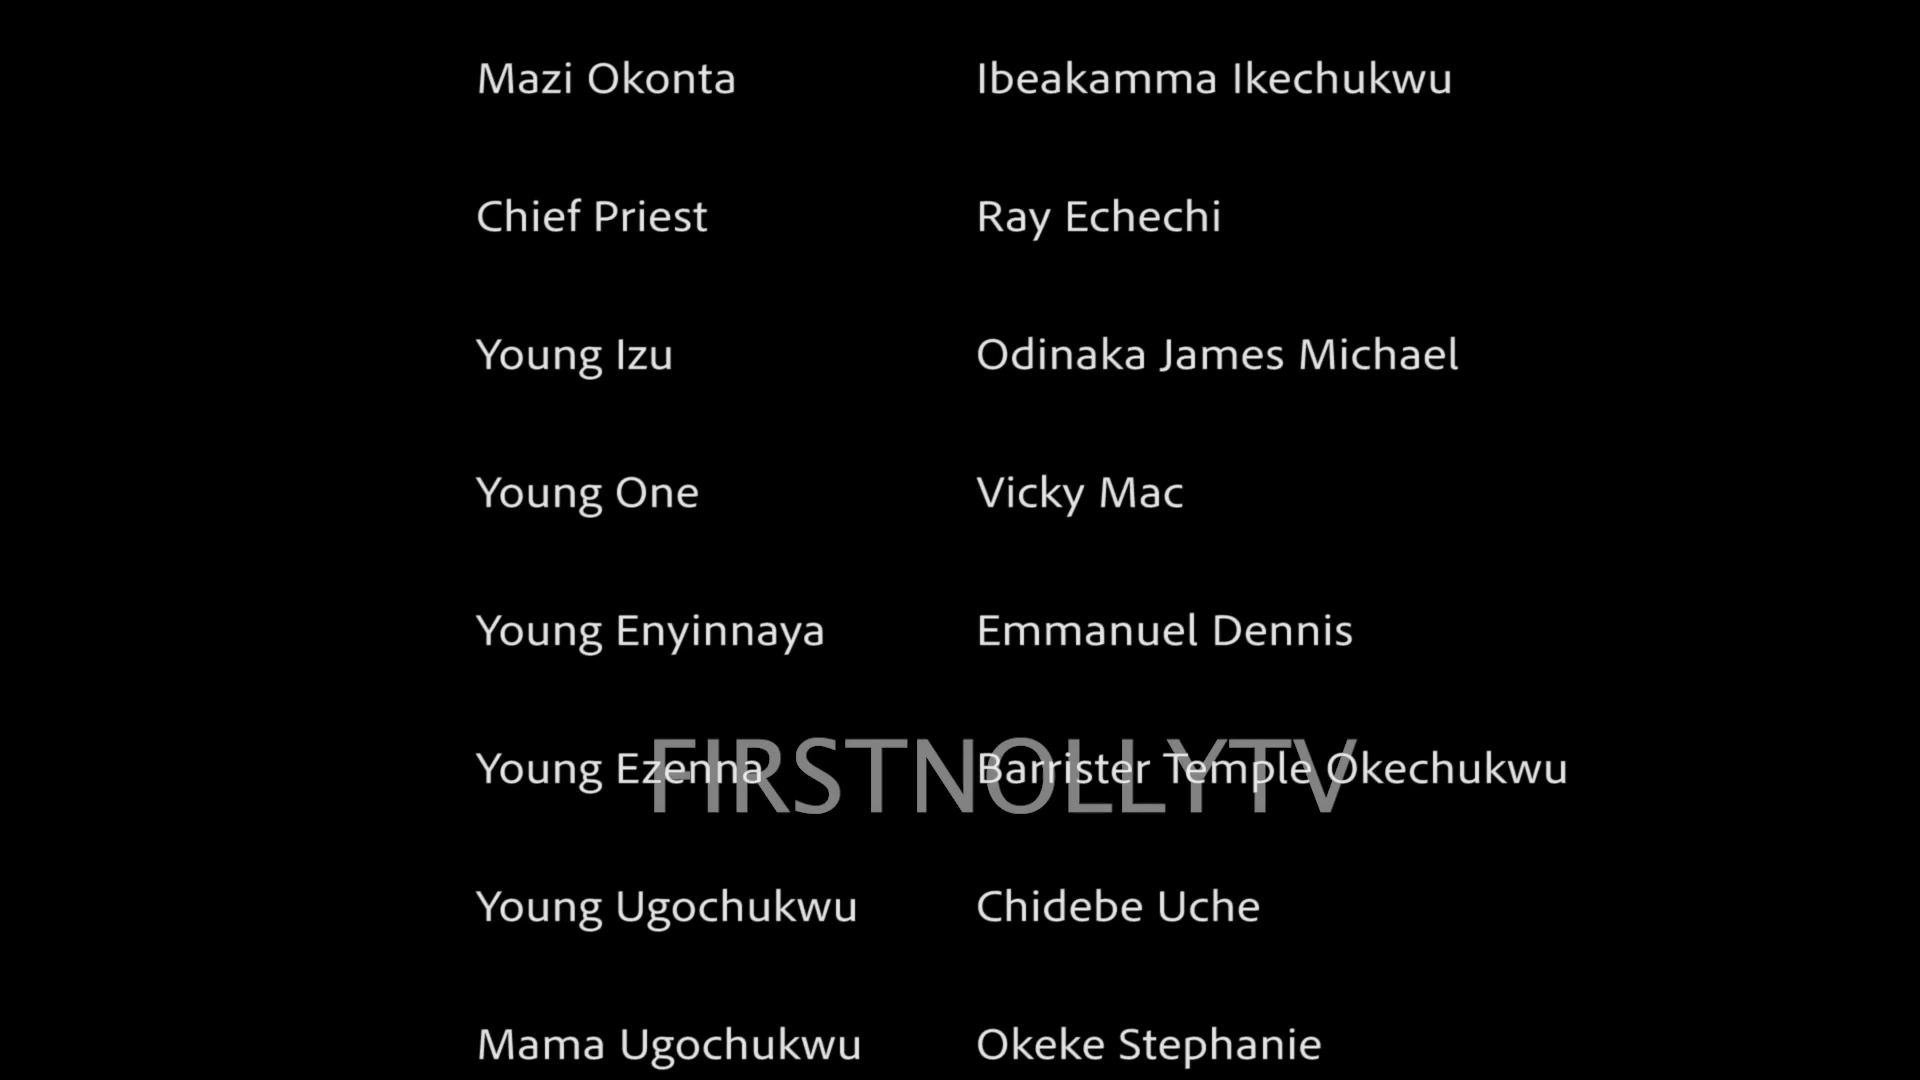 Mazi Okonta Ibeakamma Ikechukwu
Chief Priest Ray Echechi
Young Izu Odinaka James Michael
Young One Vicky Mac
Young Enyinnaya Emmanuel Dennis
Young Ezenna Barrister Temple Okechukwu
FIRSTNOLLYTV
Young Ugochukwu Chidebe Uche
Mama Ugochukwu Okeke Stephanie